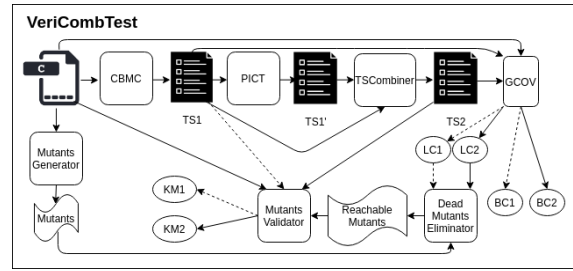 VeriCombTest
C
CBMC
PICT
TSCombiner
GCOV
TS1
TS1'
TS2
Mutants
Generator
LC1
LC2
KM1
KM2
Mutants
Mutants
Validator
Reachable
Mutants
Dead
Mutants
Eliminator
BC1
BC2